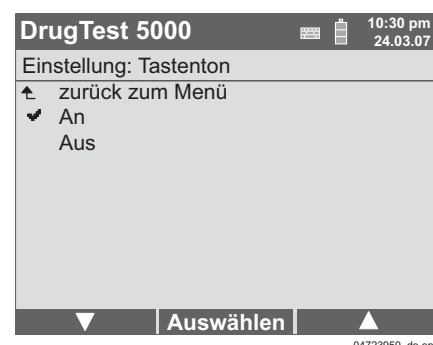 DrugTest 5000
10:30 pm
24.03.07
Einstellung: Tastenton
zurück zum Menü
An
Aus
Auswählen